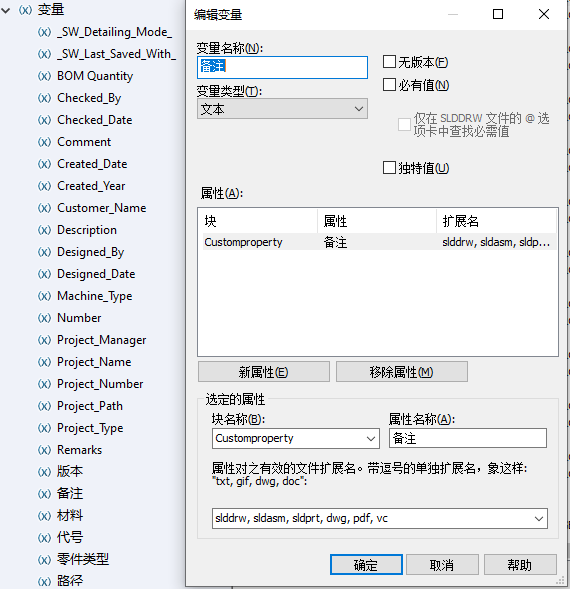 变量
(x) _SW_Detailing_Mode_
(x) _SW_Last_Saved_With_
(x) BOM Quantity
(x) Checked_By
(x) Checked_Date
(x) Comment
(x) Created_Date
(x) Created_Year
(x) Customer_Name
(x) Description
(x) Designed_By
(x) Designed_Date
(x) Machine_Type
(x) Number
(x) Project_Manager
(x) Project_Name
(x) Project_Number
(x) Project_Path
(x) Project_Type
(x) Remarks
(x) 版本
(x) 备注
(x) 材料
(x) 代号
(x) 零件类型
(x) 路径
编辑变量
变量名称(N):
备注
变量类型(T):
文本
无版本(F)
必有值(N)
仅在 SLDDRW 文件的 @ 选
项卡中查找必需值
独特值(U)
属性(A):
块 属性 扩展名
Customproperty 备注 slddrw, sldasm, sldp...
新属性(E) 移除属性(M)
选定的属性
块名称(B): 属性名称(A):
Customproperty 备注
属性对之有效的文件扩展名。带逗号的单独扩展名，象这样:
"txt, gif, dwg, doc":
slddrw, sldasm, sldprt, dwg, pdf, vc
确定 取消 帮助